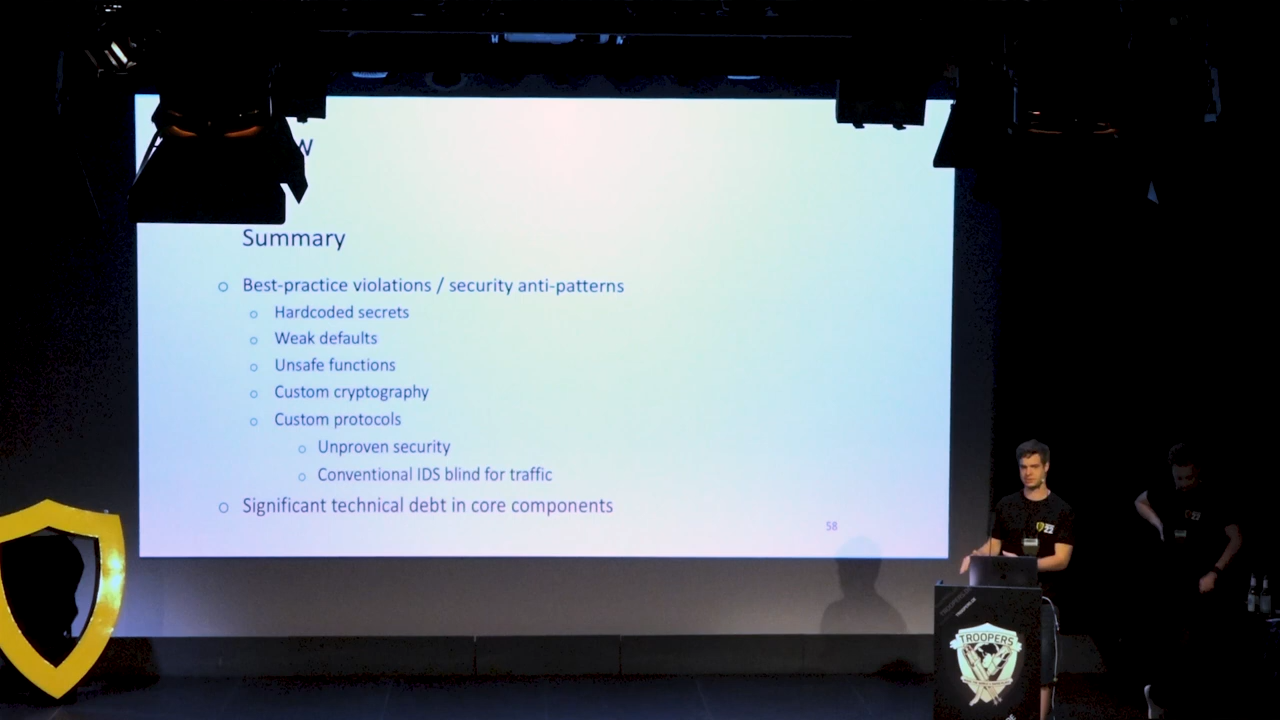 Summary
Best-practice violations / security anti-patterns
Hardcoded secrets
Weak defaults
Unsafe functions
Custom cryptography
Custom protocols
Unproven security
Conventional IDS blind for traffic
Significant technical debt in core components
58
TROOPERS